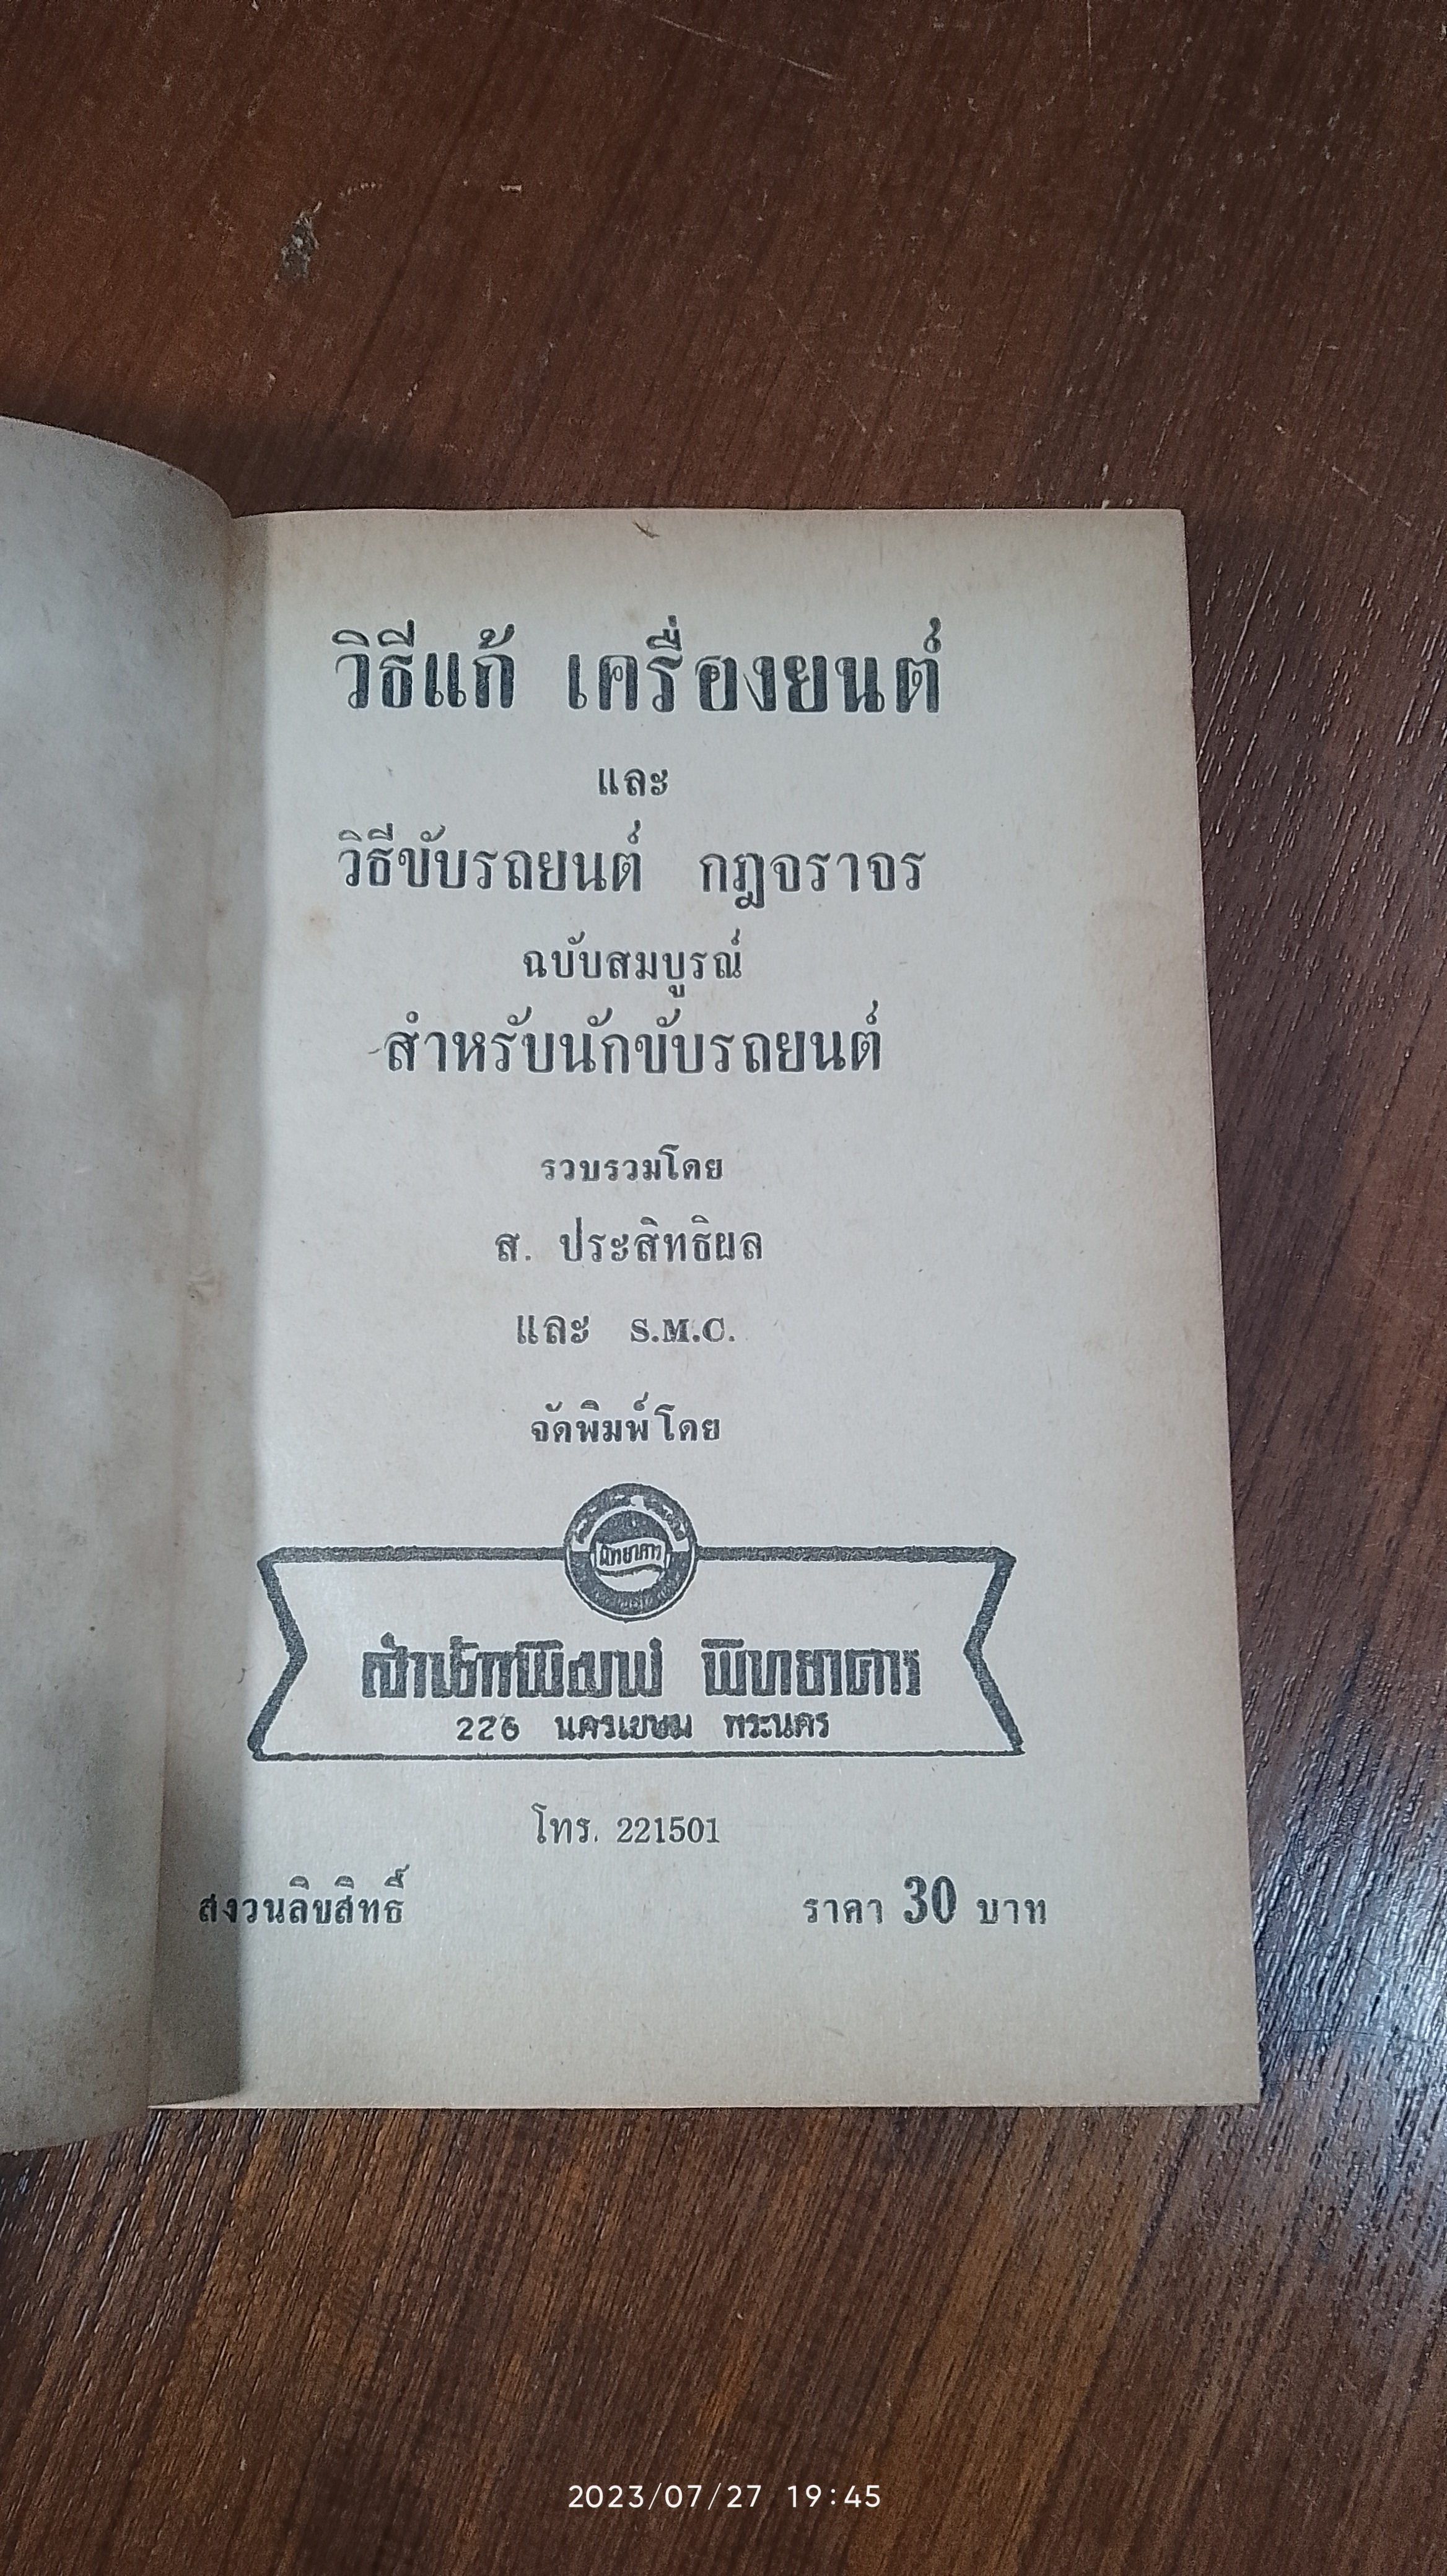 วิธีแก้ เครื่องยนต์
และ
วิธีขับรถยนต์ กฎจราจร
ฉบับสมบูรณ์
สำหรับนักขับรถยนต์
รวบรวมโดย
ส. ประสิทธิผล
และ S.M.C.
จัดพิมพ์โดย
พิทยาคาร
สำนักพิมพ์ พิทยาคาร
226 นครเขษม พระนคร
โทร. 221501
สงวนลิขสิทธิ์ ราคา 30 บาท
2023/07/27 19:45